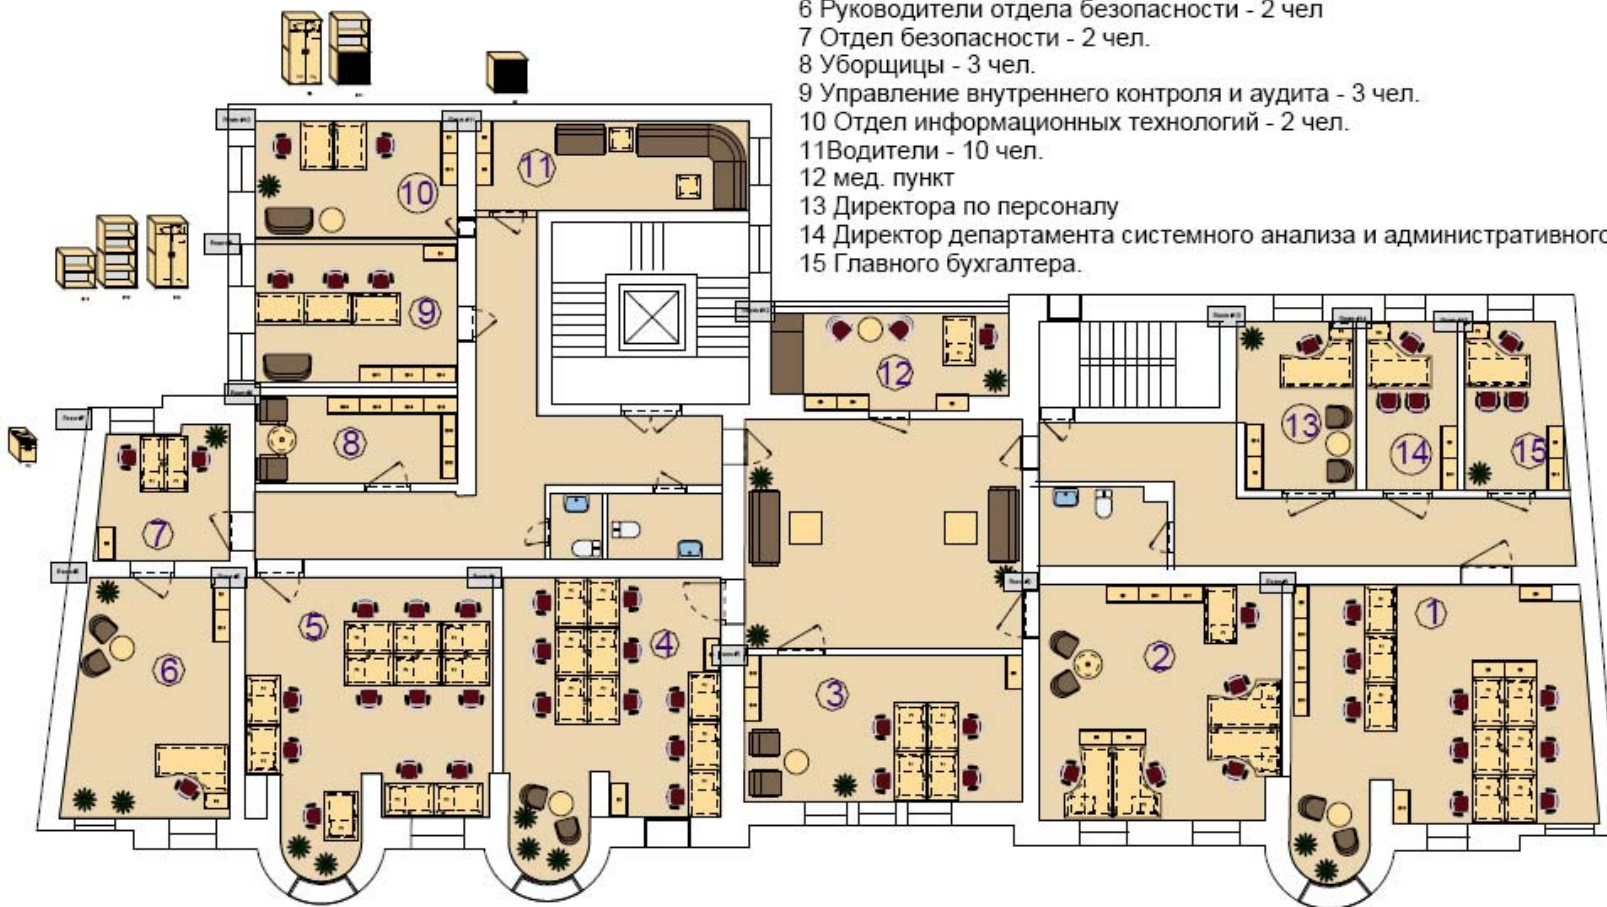 6 Руководители отдела безопасности - 2 чел
7 Отдел безопасности - 2 чел.
8 Уборщицы - 3 чел.
9 Управление внутреннего контроля и аудита - 3 чел.
10 Отдел информационных технологий - 2 чел.
11Водители - 10 чел.
12 мед. пункт
13 Директора по персоналу
14 Директор департамента системного анализа и административного
15 Главного бухгалтера.
10
11
9
12
8
13
14
15
7
5
4
6
3
2
1